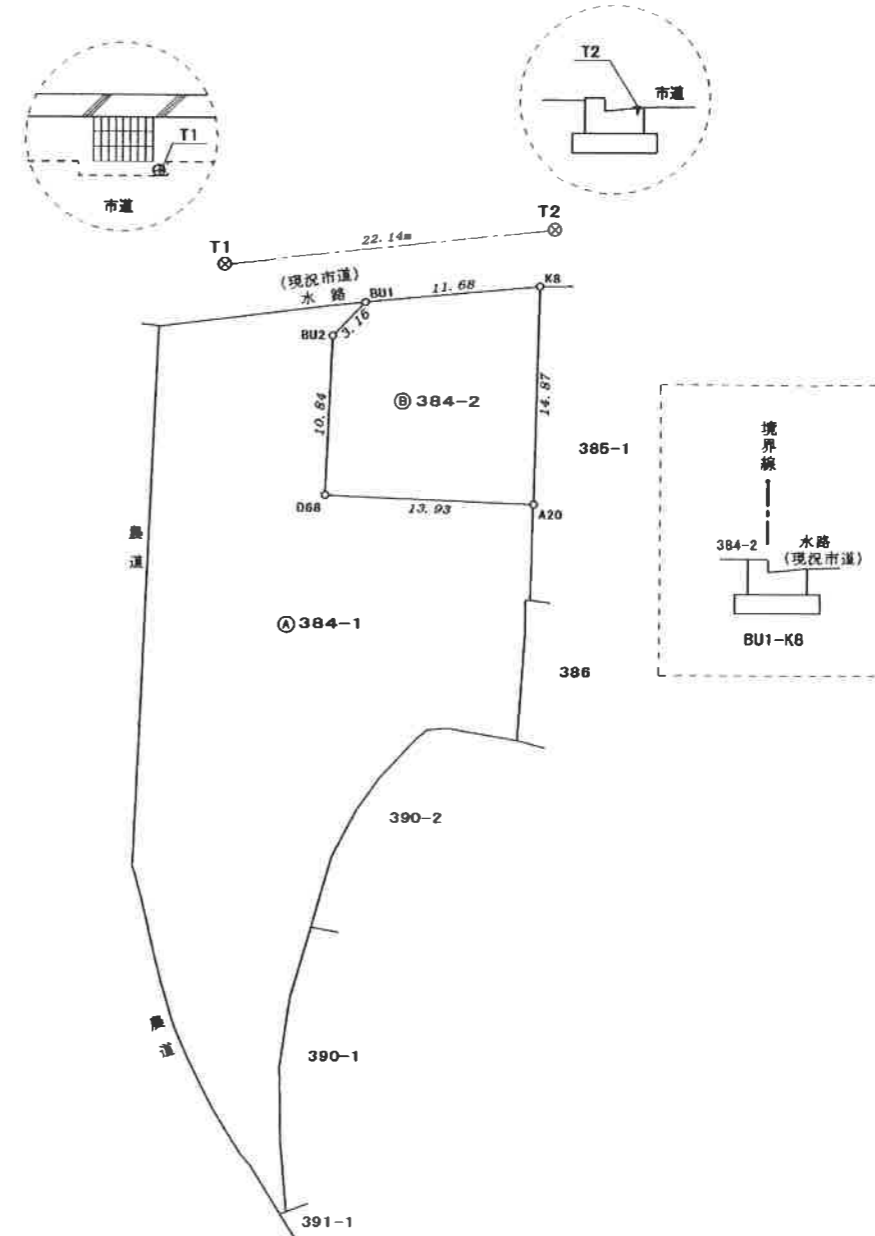 T2
市道
T1
市道
T1
T2
22.14m
(現況市道)
水 路
BU1
11.68
K8
BU2
3.16
10.84
Ⓑ 384-2
14.87
385-1
D68
13.93
A20
境界線
384-2
水路
(現況市道)
BU1-K8
農道
Ⓐ 384-1
386
390-2
農道
390-1
391-1